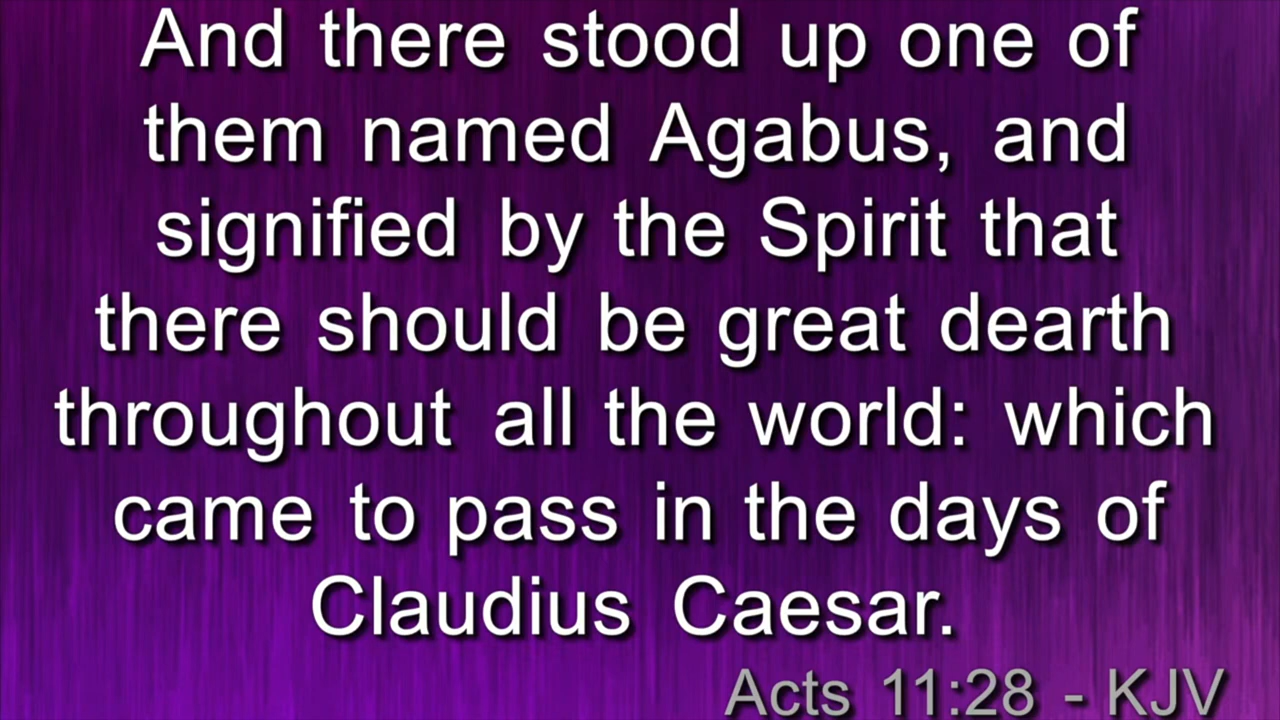 And there stood up one of
them named Agabus, and
signified by the Spirit that
there should be great dearth
throughout all the world: which
came to pass in the days of
Claudius Caesar.
Acts 11:28 - KJV